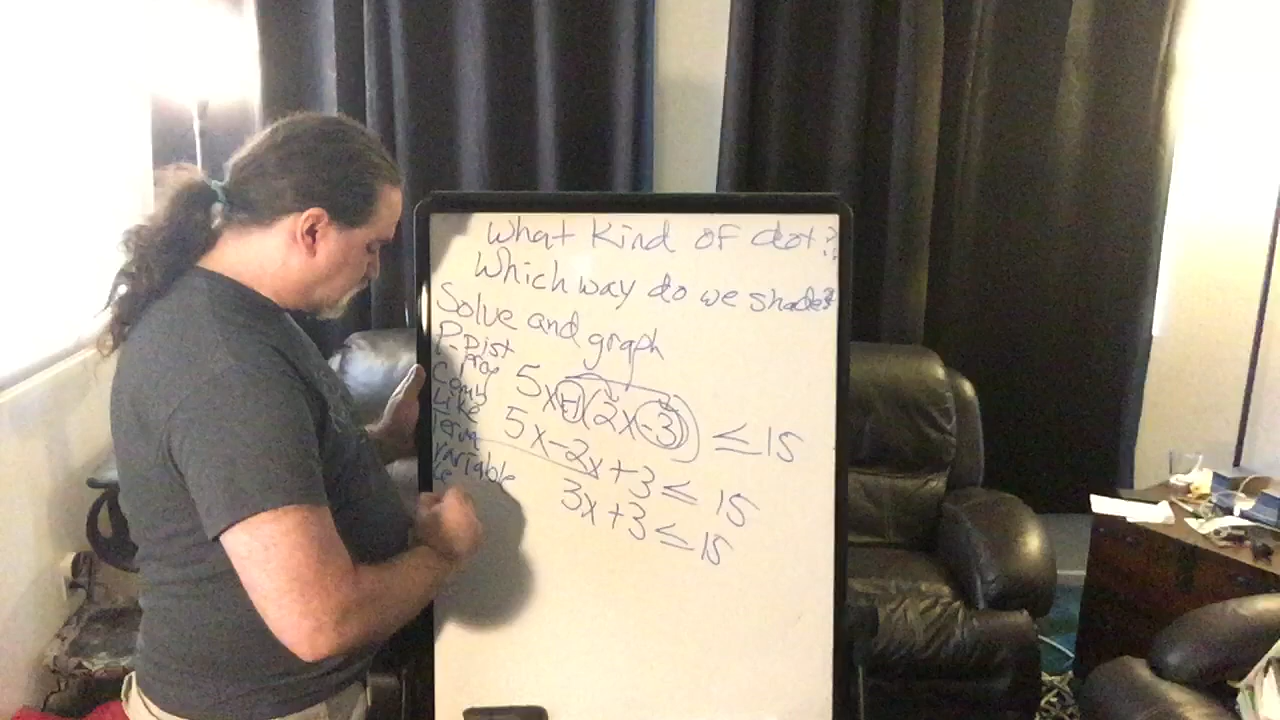 What kind of dot?
Which way do we shade?
Solve and graph
P-Dist
Prop
Comb
Like
Term
Variable
5x-1(2x-3) ≤ 15
5x-2x+3 ≤ 15
3x+3 ≤ 15